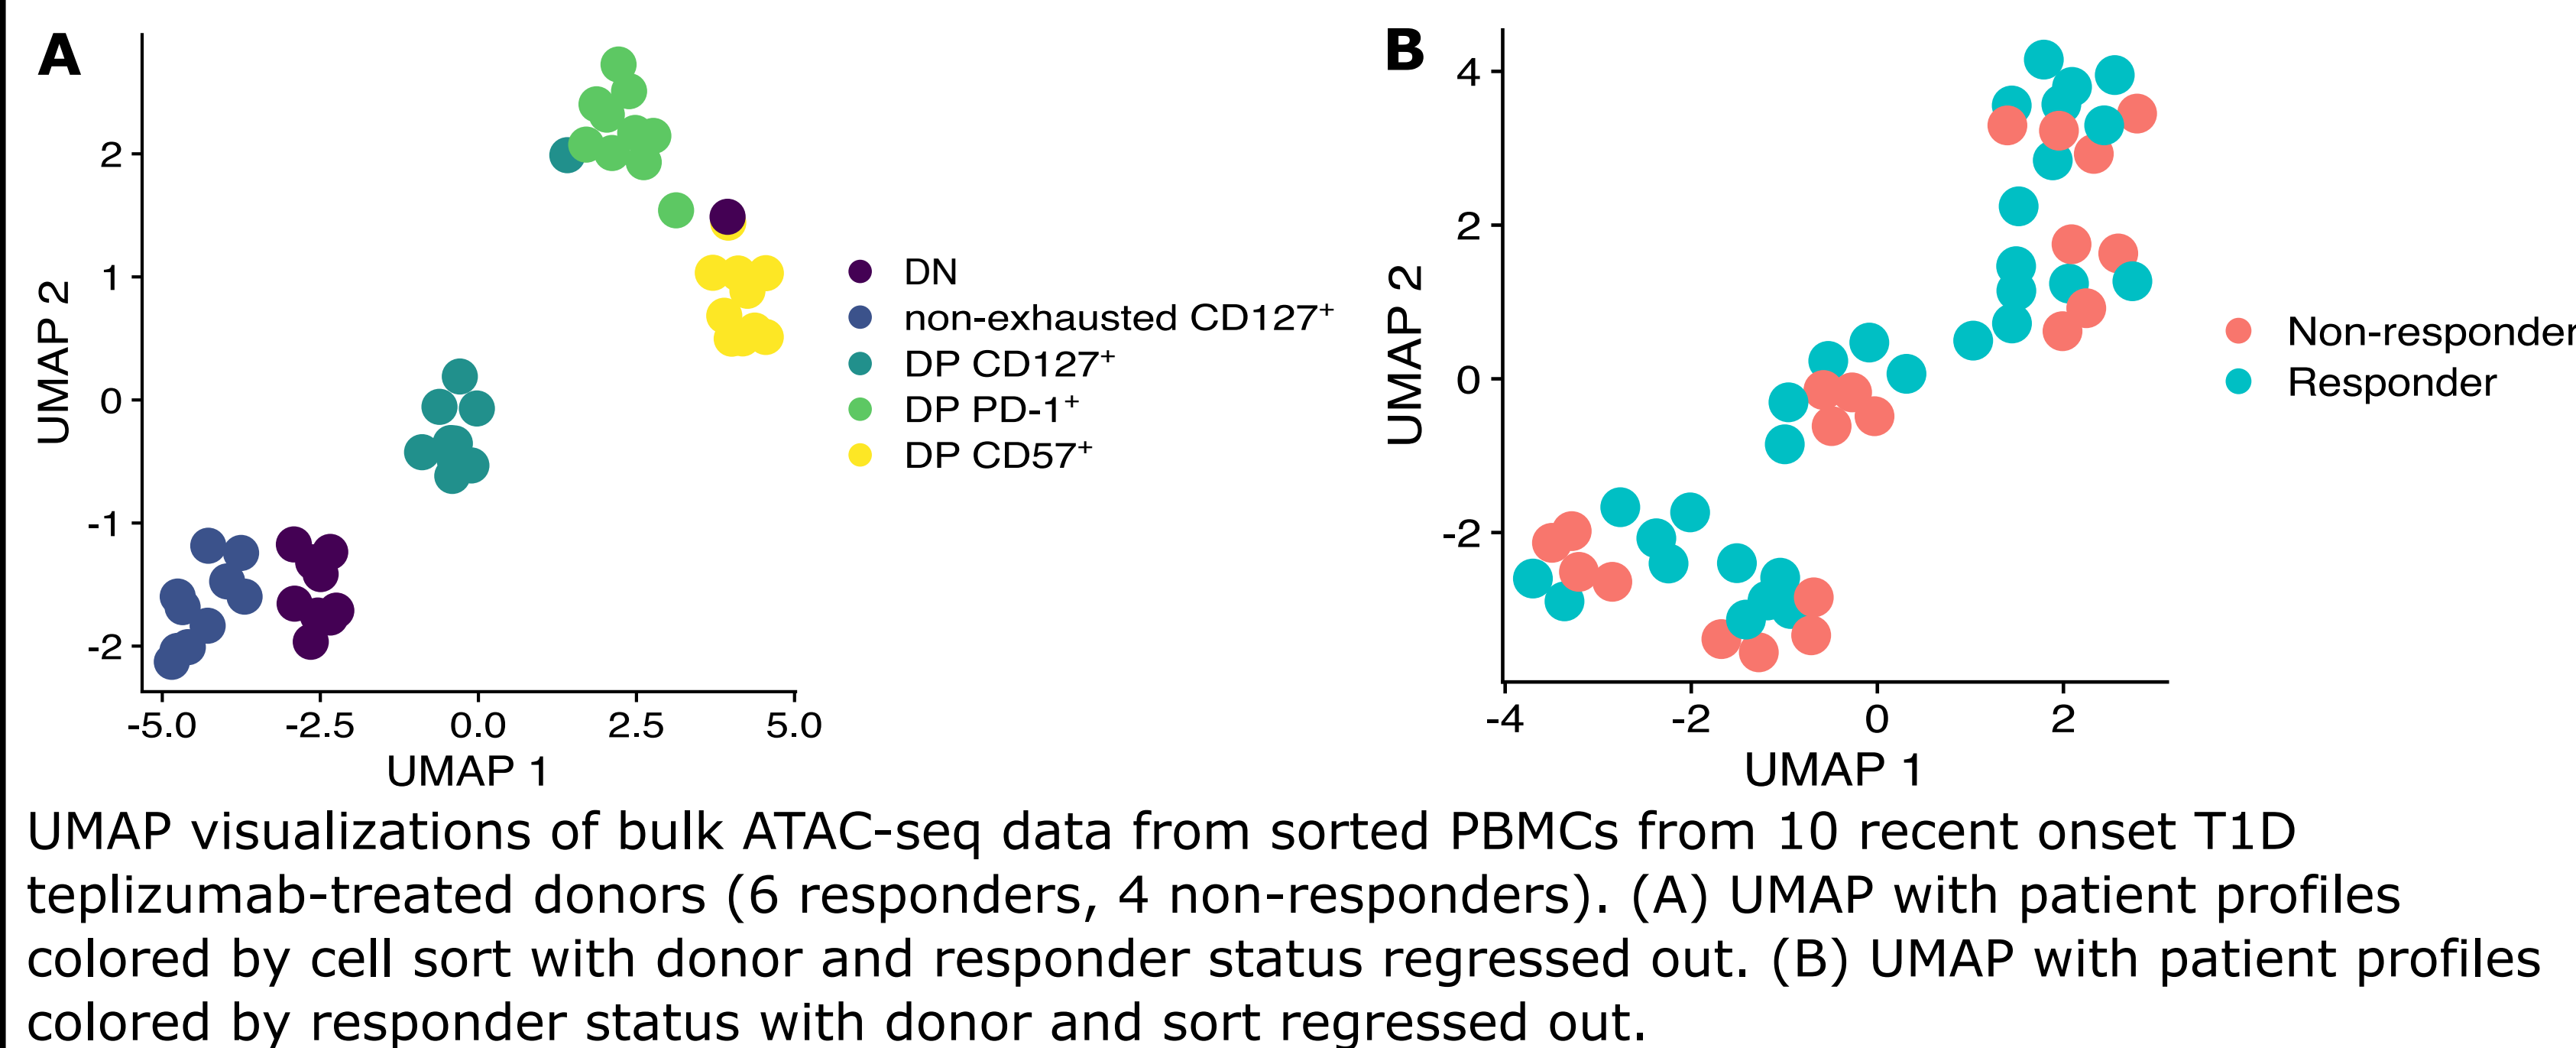 A
UMAP 2
2
1
0
-1
-2
-5.0
-2.5
0.0
2.5
5.0
UMAP 1
DN
non-exhausted CD127+
DP CD127+
DP PD-1+
DP CD57+
B
UMAP 2
4
2
0
-2
-4
-2
0
2
UMAP 1
Non-responder
Responder
UMAP visualizations of bulk ATAC-seq data from sorted PBMCs from 10 recent onset T1D
teplizumab-treated donors (6 responders, 4 non-responders). (A) UMAP with patient profiles
colored by cell sort with donor and responder status regressed out. (B) UMAP with patient profiles
colored by responder status with donor and sort regressed out.